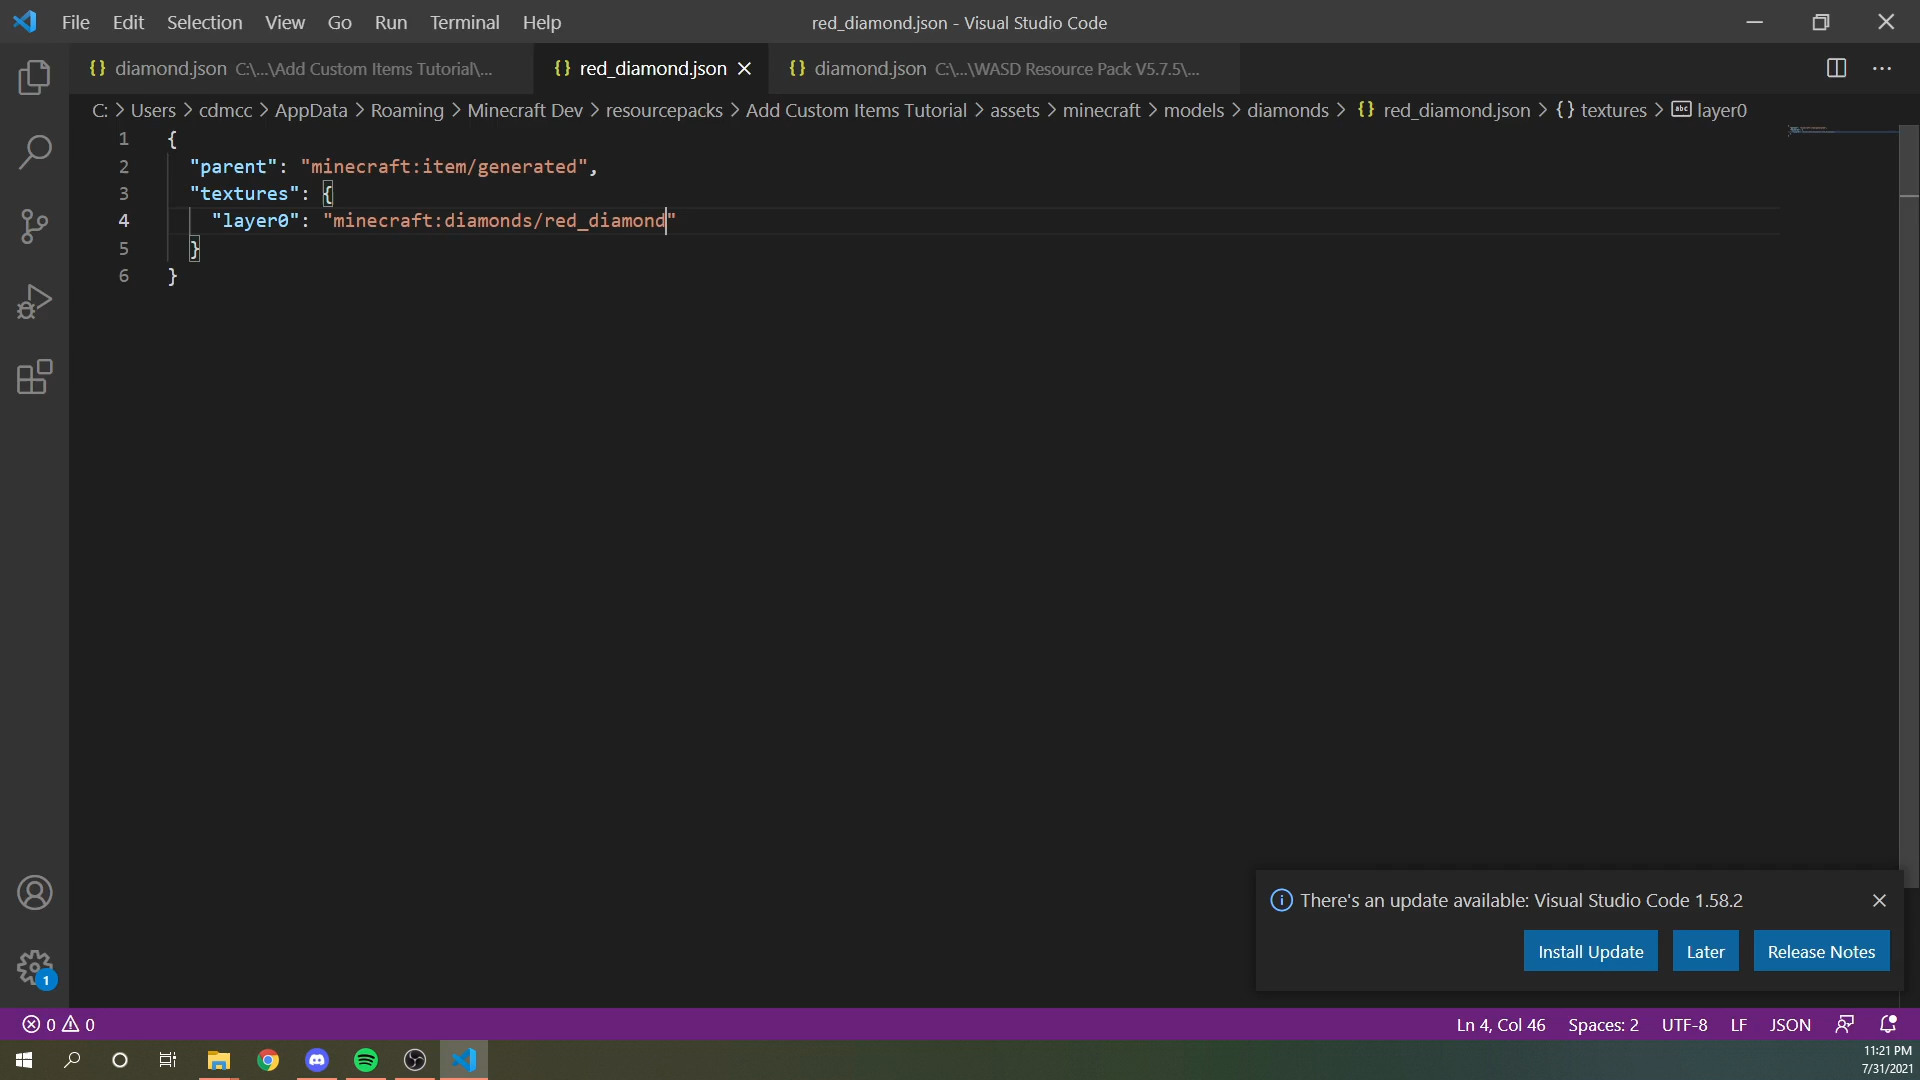 File Edit Selection View Go Run Terminal Help
red_diamond.json - Visual Studio Code
{} diamond.json C:\...\Add Custom Items Tutorial\...
{} red_diamond.json
{} diamond.json C:\...\WASD Resource Pack V5.7.5\...
C: > Users > cdmcc > AppData > Roaming > Minecraft Dev > resourcepacks > Add Custom Items Tutorial > assets > minecraft > models > diamonds > {} red_diamond.json > {} textures > abc layer0
1 {
2 "parent": "minecraft:item/generated",
3 "textures": {
4 "layer0": "minecraft:diamonds/red_diamond"
5 }
6 }
There's an update available: Visual Studio Code 1.58.2
Install Update Later Release Notes
1
0 0
Ln 4, Col 46 Spaces: 2 UTF-8 LF JSON
11:21 PM
7/31/2021